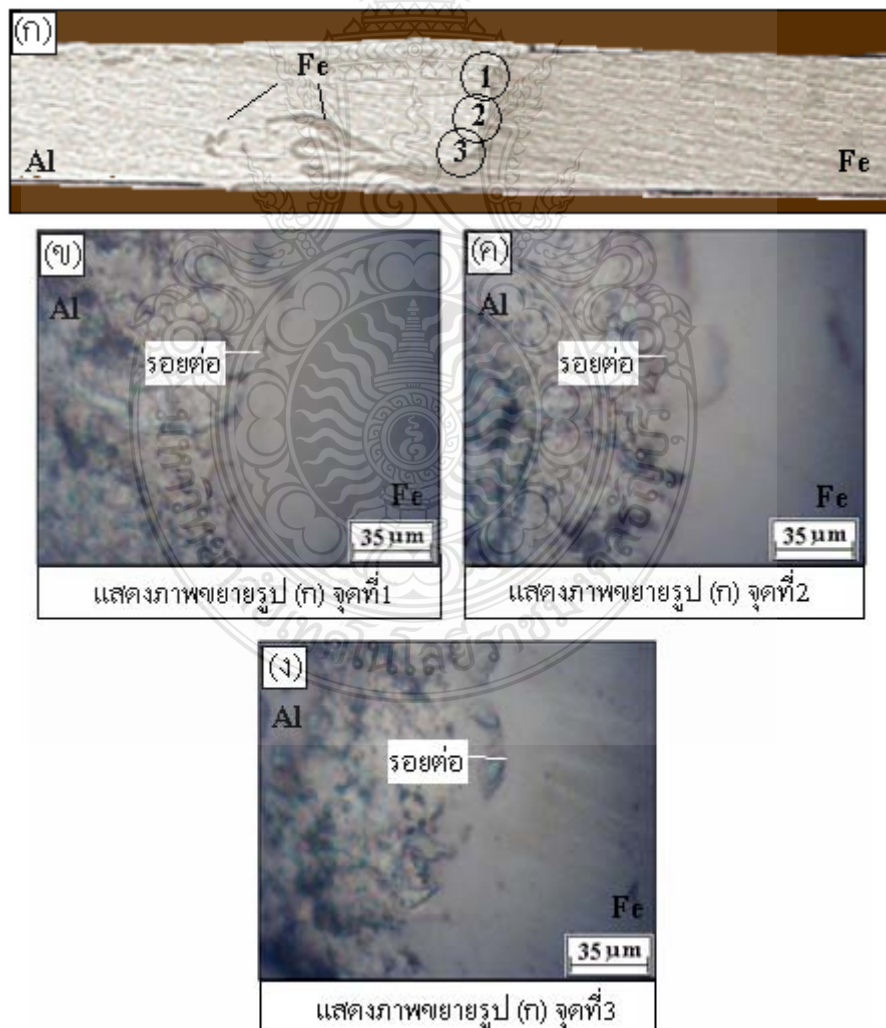 (ก)
Fe
1
2
3
Al
Fe
(ข)
Al
รอยต่อ
Fe
35 µm
แสดงภาพขยายรูป (ก) จุดที่1
(ค)
Al
รอยต่อ
Fe
35 µm
แสดงภาพขยายรูป (ก) จุดที่2
(ง)
Al
รอยต่อ
Fe
35 µm
แสดงภาพขยายรูป (ก) จุดที่3